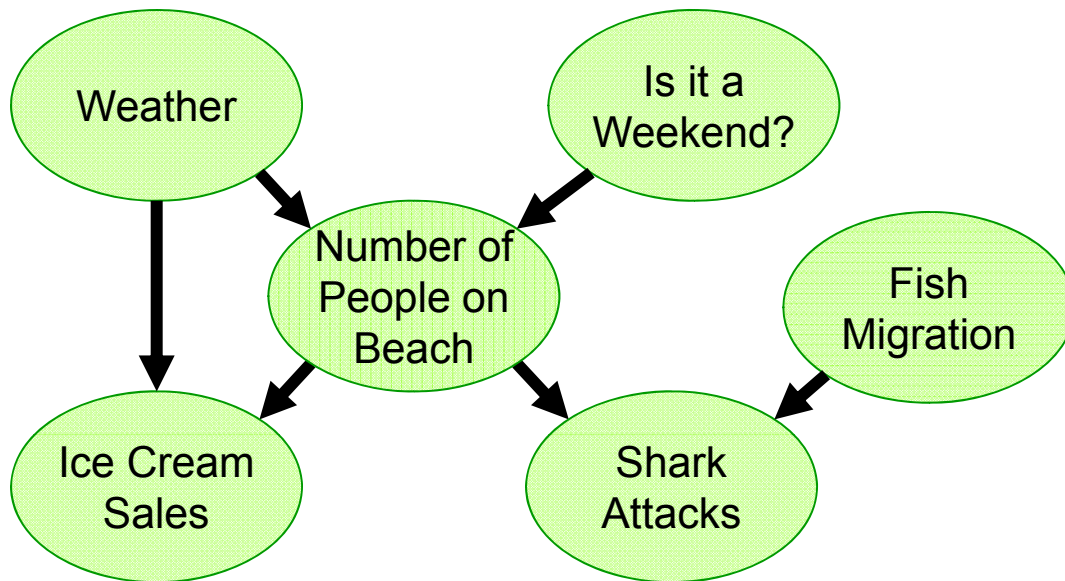 Weather
Is it a
Weekend?
Number of
People on
Beach
Fish
Migration
Ice Cream
Sales
Shark
Attacks